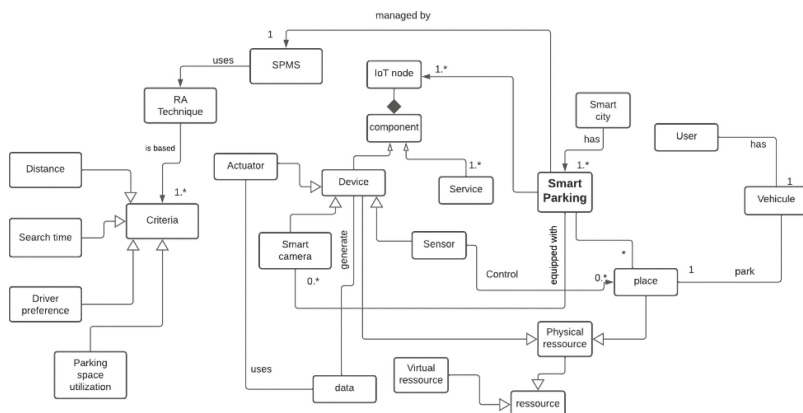 managed by
1
uses
SPMS
IoT node
1.*
RA
Technique
Smart
city
component
User
has
has
is based
Distance
Actuator
1.*
1.*
1.*
Device
Service
Smart
Parking
1
Vehicule
Search time
Criteria
Smart
camera
generate
Sensor
equipped with
*
0.*
Control
0.*
place
1
park
Driver
preference
Physical
ressource
Parking
space
utilization
uses
data
Virtual
ressource
ressource